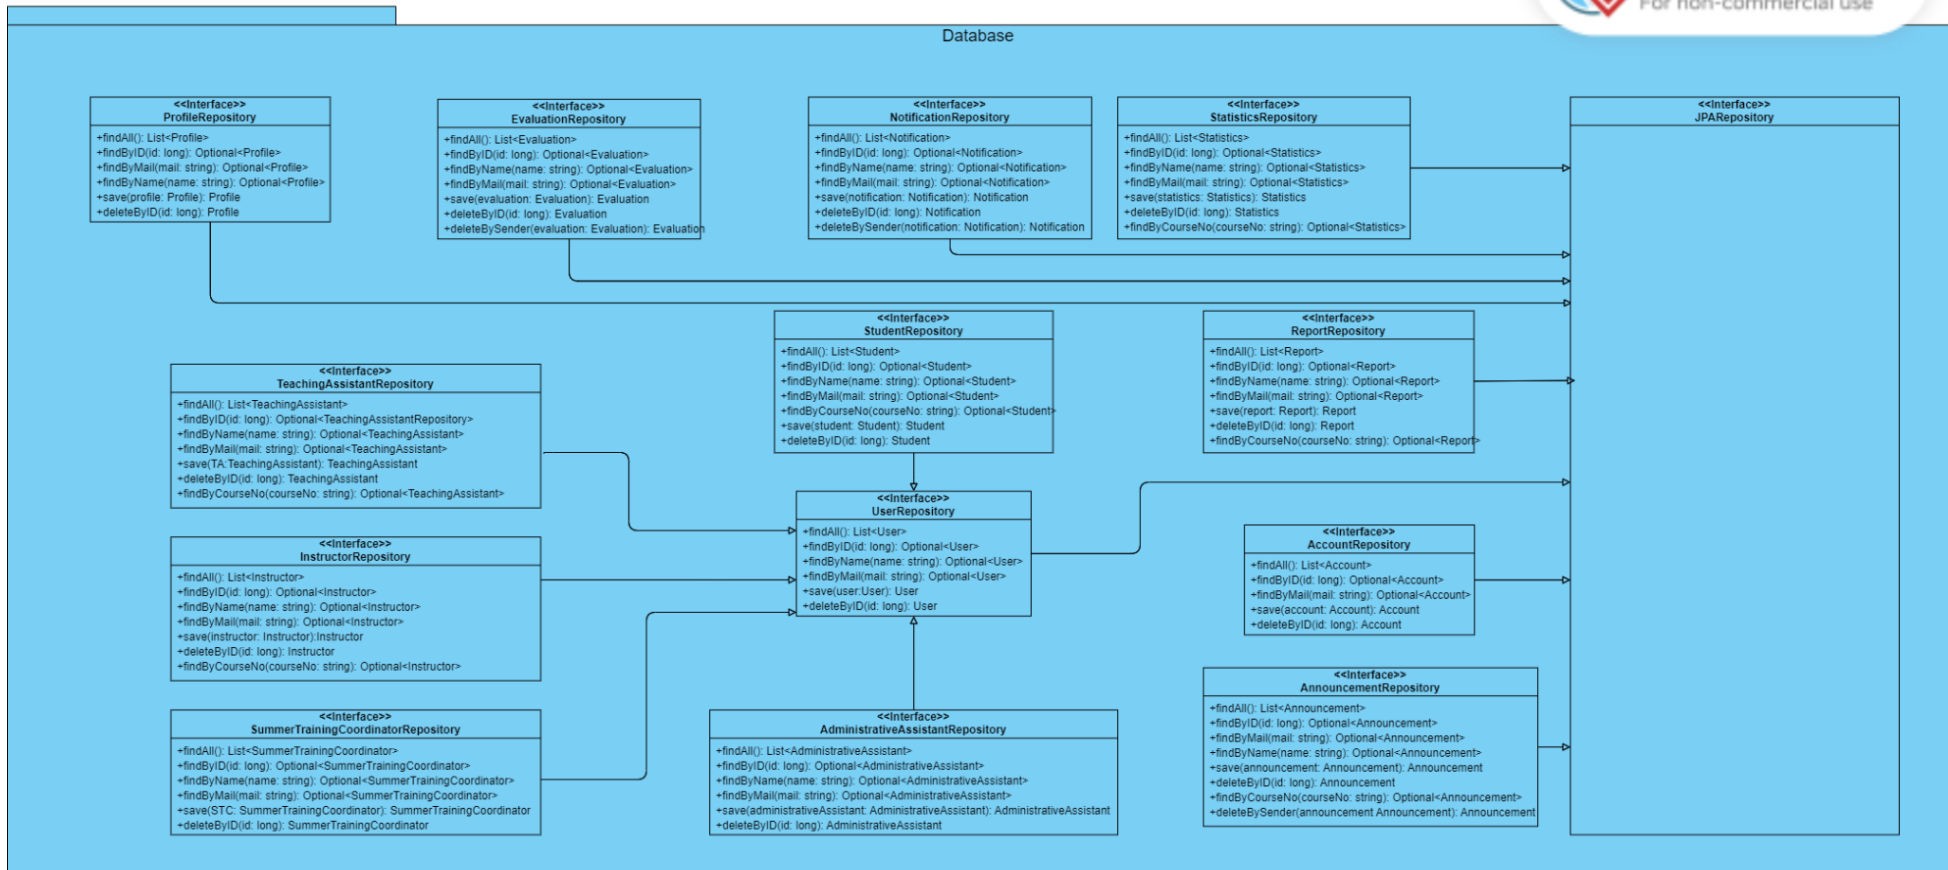 For non-commercial use
Database
<<Interface>>
ProfileRepository
+findAll(): List<Profile>
+findByID(id: long): Optional<Profile>
+findByMail(mail: string): Optional<Profile>
+findByName(name: string): Optional<Profile>
+save(profile: Profile): Profile
+deleteByID(id: long): Profile
<<Interface>>
EvaluationRepository
+findAll(): List<Evaluation>
+findByID(id: long): Optional<Evaluation>
+findByName(name: string): Optional<Evaluation>
+findByMail(mail: string): Optional<Evaluation>
+save(evaluation: Evaluation): Evaluation
+deleteByID(id: long): Evaluation
+deleteBySender(evaluation: Evaluation): Evaluation
<<Interface>>
NotificationRepository
+findAll(): List<Notification>
+findByID(id: long): Optional<Notification>
+findByName(name: string): Optional<Notification>
+findByMail(mail: string): Optional<Notification>
+save(notification: Notification): Notification
+deleteByID(id: long): Notification
+deleteBySender(notification: Notification): Notification
<<Interface>>
StatisticsRepository
+findAll(): List<Statistics>
+findByID(id: long): Optional<Statistics>
+findByName(name: string): Optional<Statistics>
+findByMail(mail: string): Optional<Statistics>
+save(statistics: Statistics): Statistics
+deleteByID(id: long): Statistics
+findByCourseNo(courseNo: string): Optional<Statistics>
<<Interface>>
JPARepository
<<Interface>>
StudentRepository
+findAll(): List<Student>
+findByID(id: long): Optional<Student>
+findByName(name: string): Optional<Student>
+findByMail(mail: string): Optional<Student>
+findByCourseNo(courseNo: string): Optional<Student>
+save(student: Student): Student
+deleteByID(id: long): Student
<<Interface>>
ReportRepository
+findAll(): List<Report>
+findByID(id: long): Optional<Report>
+findByName(name: string): Optional<Report>
+findByMail(mail: string): Optional<Report>
+save(report: Report): Report
+deleteByID(id: long): Report
+findByCourseNo(courseNo: string): Optional<Report>
<<Interface>>
TeachingAssistantRepository
+findAll(): List<TeachingAssistant>
+findByID(id: long): Optional<TeachingAssistantRepository>
+findByName(name: string): Optional<TeachingAssistant>
+findByMail(mail: string): Optional<TeachingAssistant>
+save(TA:TeachingAssistant): TeachingAssistant
+deleteByID(id: long): TeachingAssistant
+findByCourseNo(courseNo: string): Optional<TeachingAssistant>
<<Interface>>
UserRepository
+findAll(): List<User>
+findByID(id: long): Optional<User>
+findByName(name: string): Optional<User>
+findByMail(mail: string): Optional<User>
+save(user:User): User
+deleteByID(id: long): User
<<Interface>>
InstructorRepository
+findAll(): List<Instructor>
+findByID(id: long): Optional<Instructor>
+findByName(name: string): Optional<Instructor>
+findByMail(mail: string): Optional<Instructor>
+save(instructor: Instructor):Instructor
+deleteByID(id: long): Instructor
+findByCourseNo(courseNo: string): Optional<Instructor>
<<Interface>>
AccountRepository
+findAll(): List<Account>
+findByID(id: long): Optional<Account>
+findByMail(mail: string): Optional<Account>
+save(account: Account): Account
+deleteByID(id: long): Account
<<Interface>>
SummerTrainingCoordinatorRepository
+findAll(): List<SummerTrainingCoordinator>
+findByID(id: long): Optional<SummerTrainingCoordinator>
+findByName(name: string): Optional<SummerTrainingCoordinator>
+findByMail(mail: string): Optional<SummerTrainingCoordinator>
+save(STC: SummerTrainingCoordinator): SummerTrainingCoordinator
+deleteByID(id: long): SummerTrainingCoordinator
<<Interface>>
AdministrativeAssistantRepository
+findAll(): List<AdministrativeAssistant>
+findByID(id: long): Optional<AdministrativeAssistant>
+findByName(name: string): Optional<AdministrativeAssistant>
+findByMail(mail: string): Optional<AdministrativeAssistant>
+save(administrativeAssistant: AdministrativeAssistant): AdministrativeAssistant
+deleteByID(id: long): AdministrativeAssistant
<<Interface>>
AnnouncementRepository
+findAll(): List<Announcement>
+findByID(id: long): Optional<Announcement>
+findByMail(mail: string): Optional<Announcement>
+findByName(name: string): Optional<Announcement>
+save(announcement: Announcement): Announcement
+deleteByID(id: long): Announcement
+findByCourseNo(courseNo: string): Optional<Announcement>
+deleteBySender(announcement Announcement): Announcement